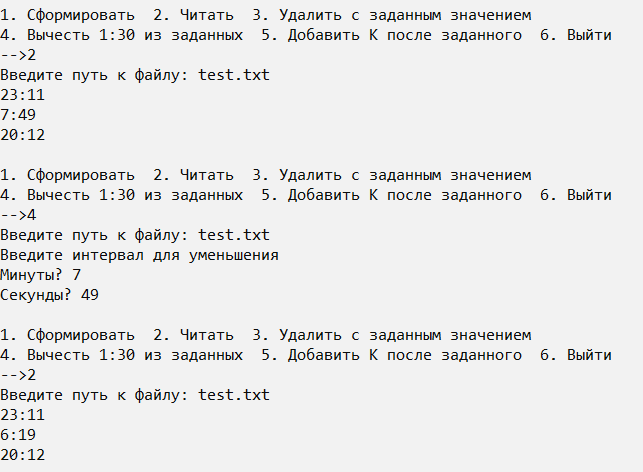 1. Сформировать  2. Читать  3. Удалить с заданным значением
4. Вычесть 1:30 из заданных  5. Добавить К после заданного  6. Выйти
-->2
Введите путь к файлу: test.txt
23:11
7:49
20:12
1. Сформировать  2. Читать  3. Удалить с заданным значением
4. Вычесть 1:30 из заданных  5. Добавить К после заданного  6. Выйти
-->4
Введите путь к файлу: test.txt
Введите интервал для уменьшения
Минуты? 7
Секунды? 49
1. Сформировать  2. Читать  3. Удалить с заданным значением
4. Вычесть 1:30 из заданных  5. Добавить К после заданного  6. Выйти
-->2
Введите путь к файлу: test.txt
23:11
6:19
20:12